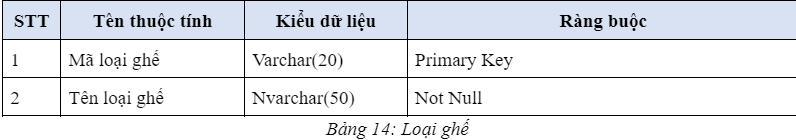 STT Tên thuộc tính Kiểu dữ liệu Ràng buộc
1 Mã loại ghế Varchar(20) Primary Key
2 Tên loại ghế Nvarchar(50) Not Null
Bảng 14: Loại ghế